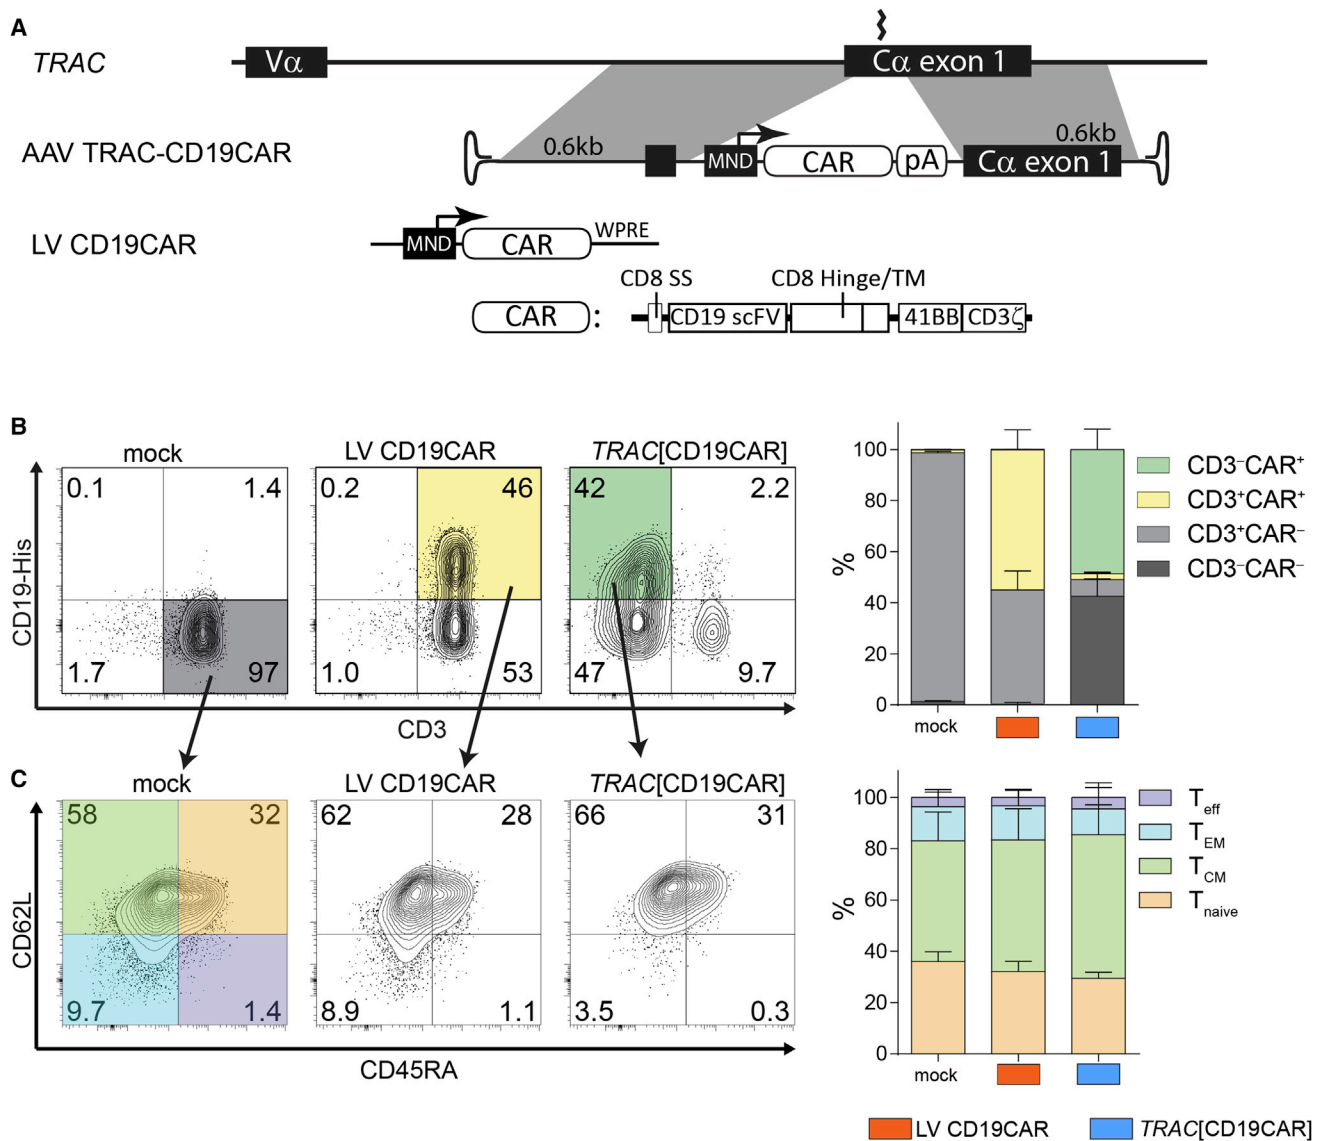 A
TRAC
Vα
Cα exon 1
AAV TRAC-CD19CAR
0.6kb
MND
CAR
pA
0.6kb
Cα exon 1
LV CD19CAR
MND
CAR
WPRE
CD8 SS
CD8 Hinge/TM
CAR :
CD19 scFV
41BB
CD3ζ
B
mock
LV CD19CAR
TRAC[CD19CAR]
CD19-His
0.1
1.4
1.7
97
0.2
46
1.0
53
42
2.2
47
9.7
CD3
%
100
80
60
40
20
0
mock
CD3⁻CAR⁺
CD3⁺CAR⁺
CD3⁺CAR⁻
CD3⁻CAR⁻
C
mock
LV CD19CAR
TRAC[CD19CAR]
CD62L
58
32
9.7
1.4
62
28
8.9
1.1
66
31
3.5
0.3
CD45RA
%
100
80
60
40
20
0
mock
Teff
TEM
TCM
Tnaive
LV CD19CAR
TRAC[CD19CAR]